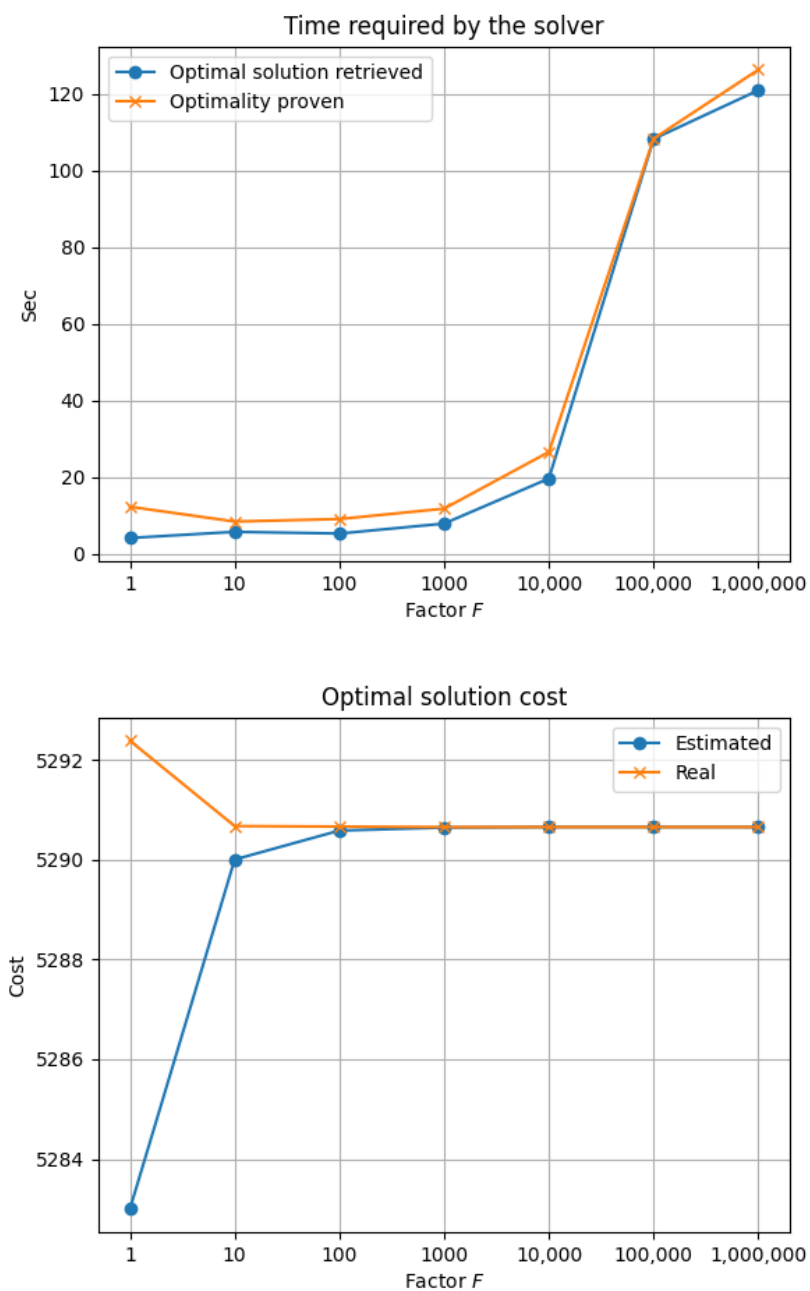 Time required by the solver
Optimal solution retrieved
Optimality proven
120
100
80
60
40
20
0
Sec
1 10 100 1000 10,000 100,000 1,000,000
Factor F
Optimal solution cost
Estimated
Real
5292
5290
5288
5286
5284
Cost
1 10 100 1000 10,000 100,000 1,000,000
Factor F